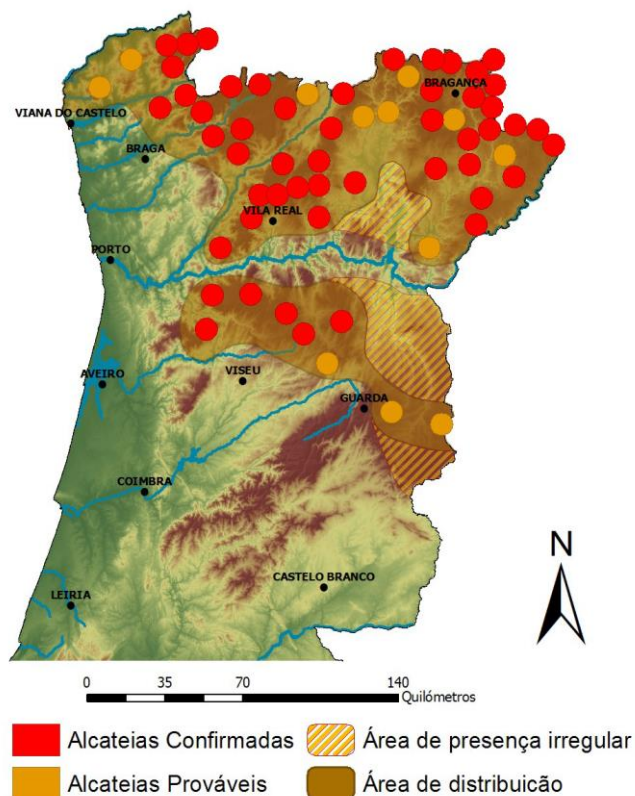 BRAGANÇA
VIANA DO CASTELO
BRAGA
VILA REAL
PORTO
VISEU
AVEIRO
GUARDA
COIMBRA
CASTELO BRANCO
LEIRIA
N
0 35 70 140
Quilómetros
Alcateias Confirmadas
Área de presença irregular
Alcateias Prováveis
Área de distribuicão